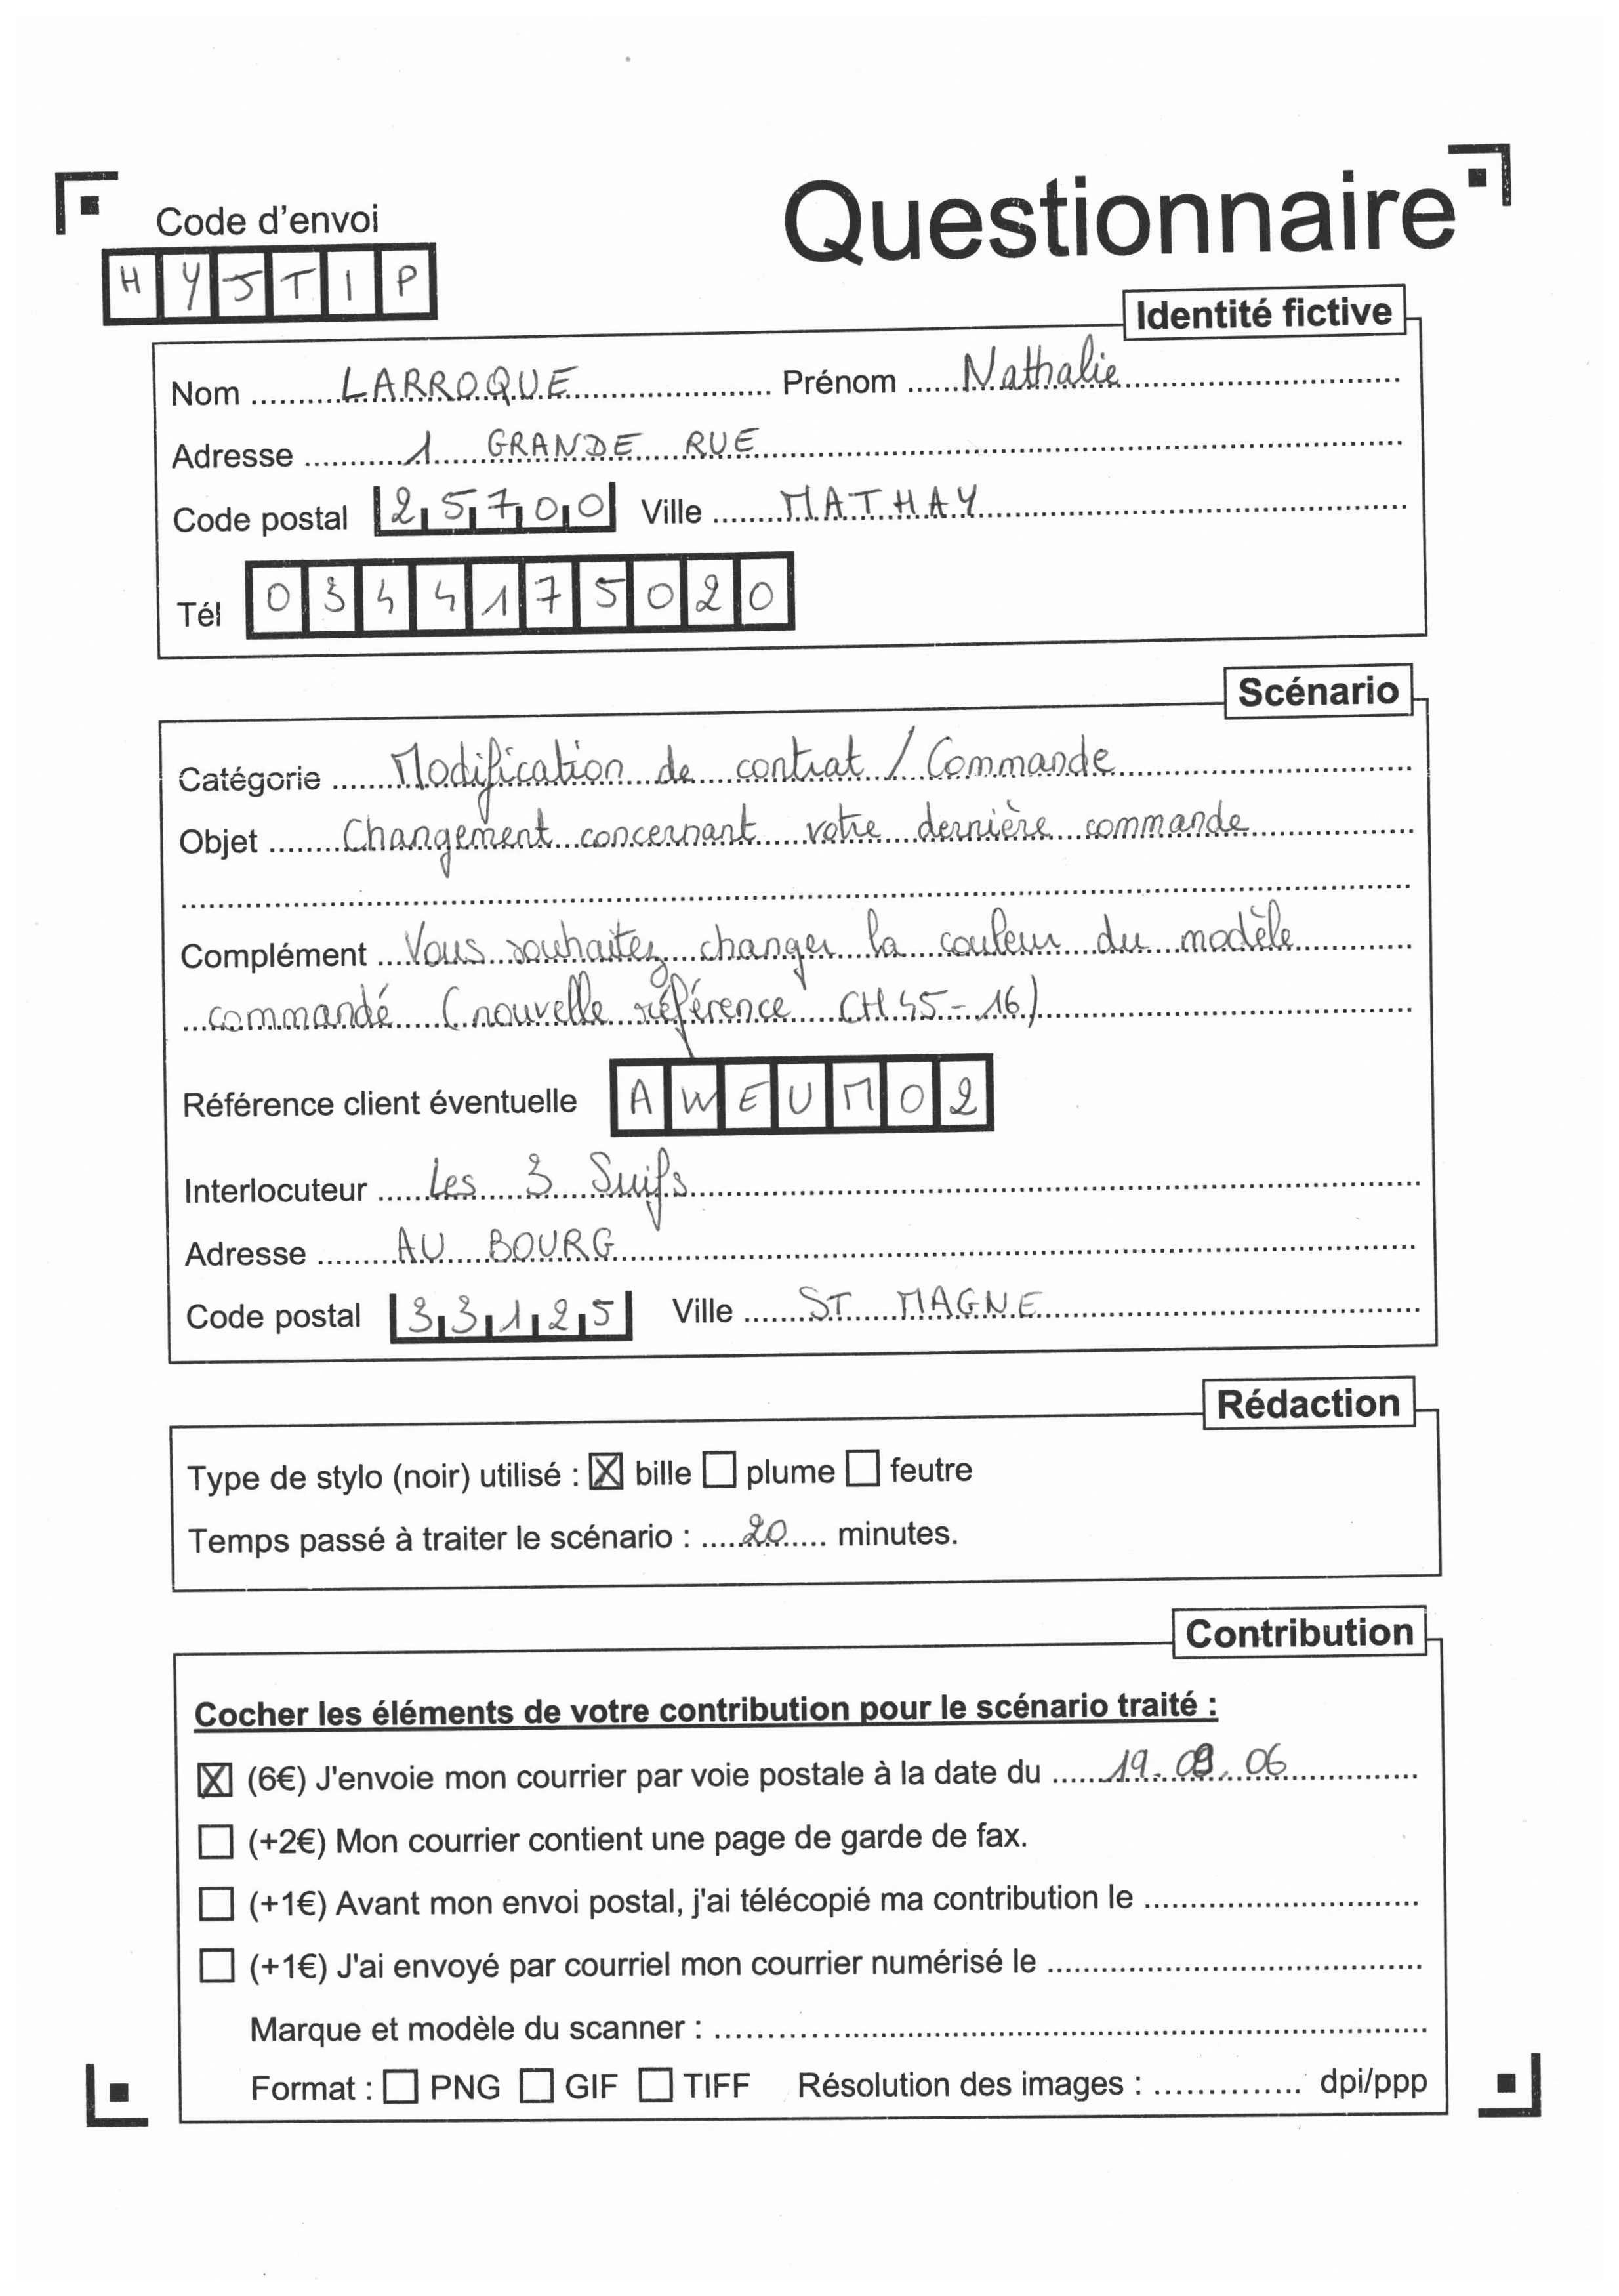 Questionnaire
Code d'envoi
HYJTIP
Identité fictive
Nom LARROQUE Prénom Nathalie
Adresse 1 GRANDE RUE
Code postal 25700 Ville MATHAY
Tél 0344175020
Scénario
Catégorie Modification de contrat / Commande
Objet Changement concernant votre dernière commande
Complément Vous souhaitez changer la couleur du modèle
commandé (nouvelle référence CH45-16)
Référence client éventuelle AWEUM02
Interlocuteur Les 3 Suifs
Adresse AU BOURG
Code postal 33125 Ville ST MAGNE
Rédaction
Type de stylo (noir) utilisé : ☒ bille ☐ plume ☐ feutre
Temps passé à traiter le scénario : 20 minutes.
Contribution
Cocher les éléments de votre contribution pour le scénario traité :
☒ (6€) J'envoie mon courrier par voie postale à la date du 19.09.06
☐ (+2€) Mon courrier contient une page de garde de fax.
☐ (+1€) Avant mon envoi postal, j'ai télécopié ma contribution le
☐ (+1€) J'ai envoyé par courriel mon courrier numérisé le
Marque et modèle du scanner :
Format : ☐ PNG ☐ GIF ☐ TIFF Résolution des images : dpi/ppp